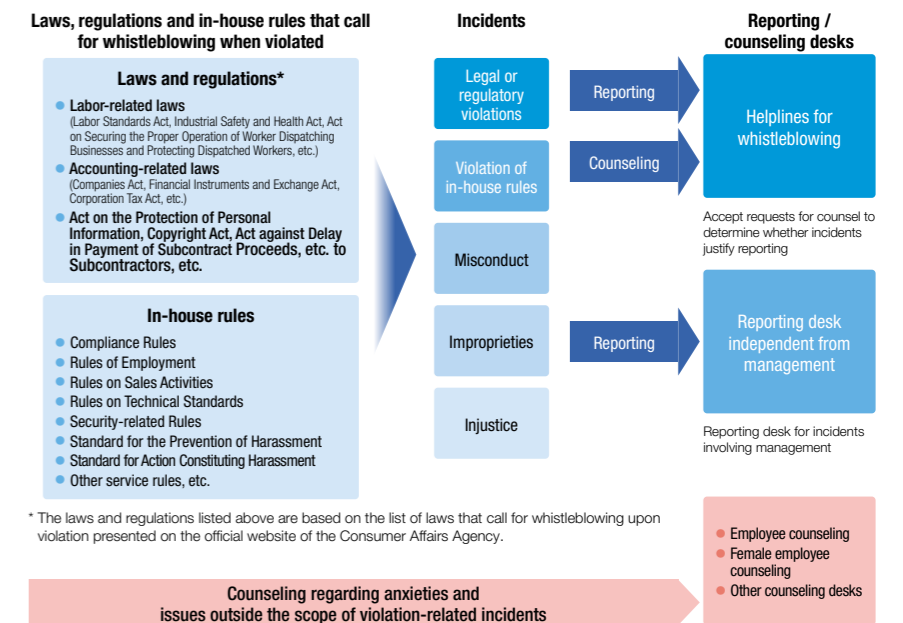 Laws, regulations and in-house rules that call
for whistleblowing when violated
Laws and regulations*
Labor-related laws
(Labor Standards Act, Industrial Safety and Health Act, Act
on Securing the Proper Operation of Worker Dispatching
Businesses and Protecting Dispatched Workers, etc.)
Accounting-related laws
(Companies Act, Financial Instruments and Exchange Act,
Corporation Tax Act, etc.)
Act on the Protection of Personal
Information, Copyright Act, Act against Delay
in Payment of Subcontract Proceeds, etc. to
Subcontractors, etc.
In-house rules
Compliance Rules
Rules of Employment
Rules on Sales Activities
Rules on Technical Standards
Security-related Rules
Standard for the Prevention of Harassment
Standard for Action Constituting Harassment
Other service rules, etc.
Incidents
Legal or
regulatory
violations
Violation of
in-house rules
Misconduct
Improprieties
Injustice
Reporting
Counseling
Reporting
Reporting /
counseling desks
Helplines for
whistleblowing
Accept requests for counsel to
determine whether incidents
justify reporting
Reporting desk
independent from
management
Reporting desk for incidents
involving management
* The laws and regulations listed above are based on the list of laws that call for whistleblowing upon
violation presented on the official website of the Consumer Affairs Agency.
Counseling regarding anxieties and
issues outside the scope of violation-related incidents
Employee counseling
Female employee
counseling
Other counseling desks